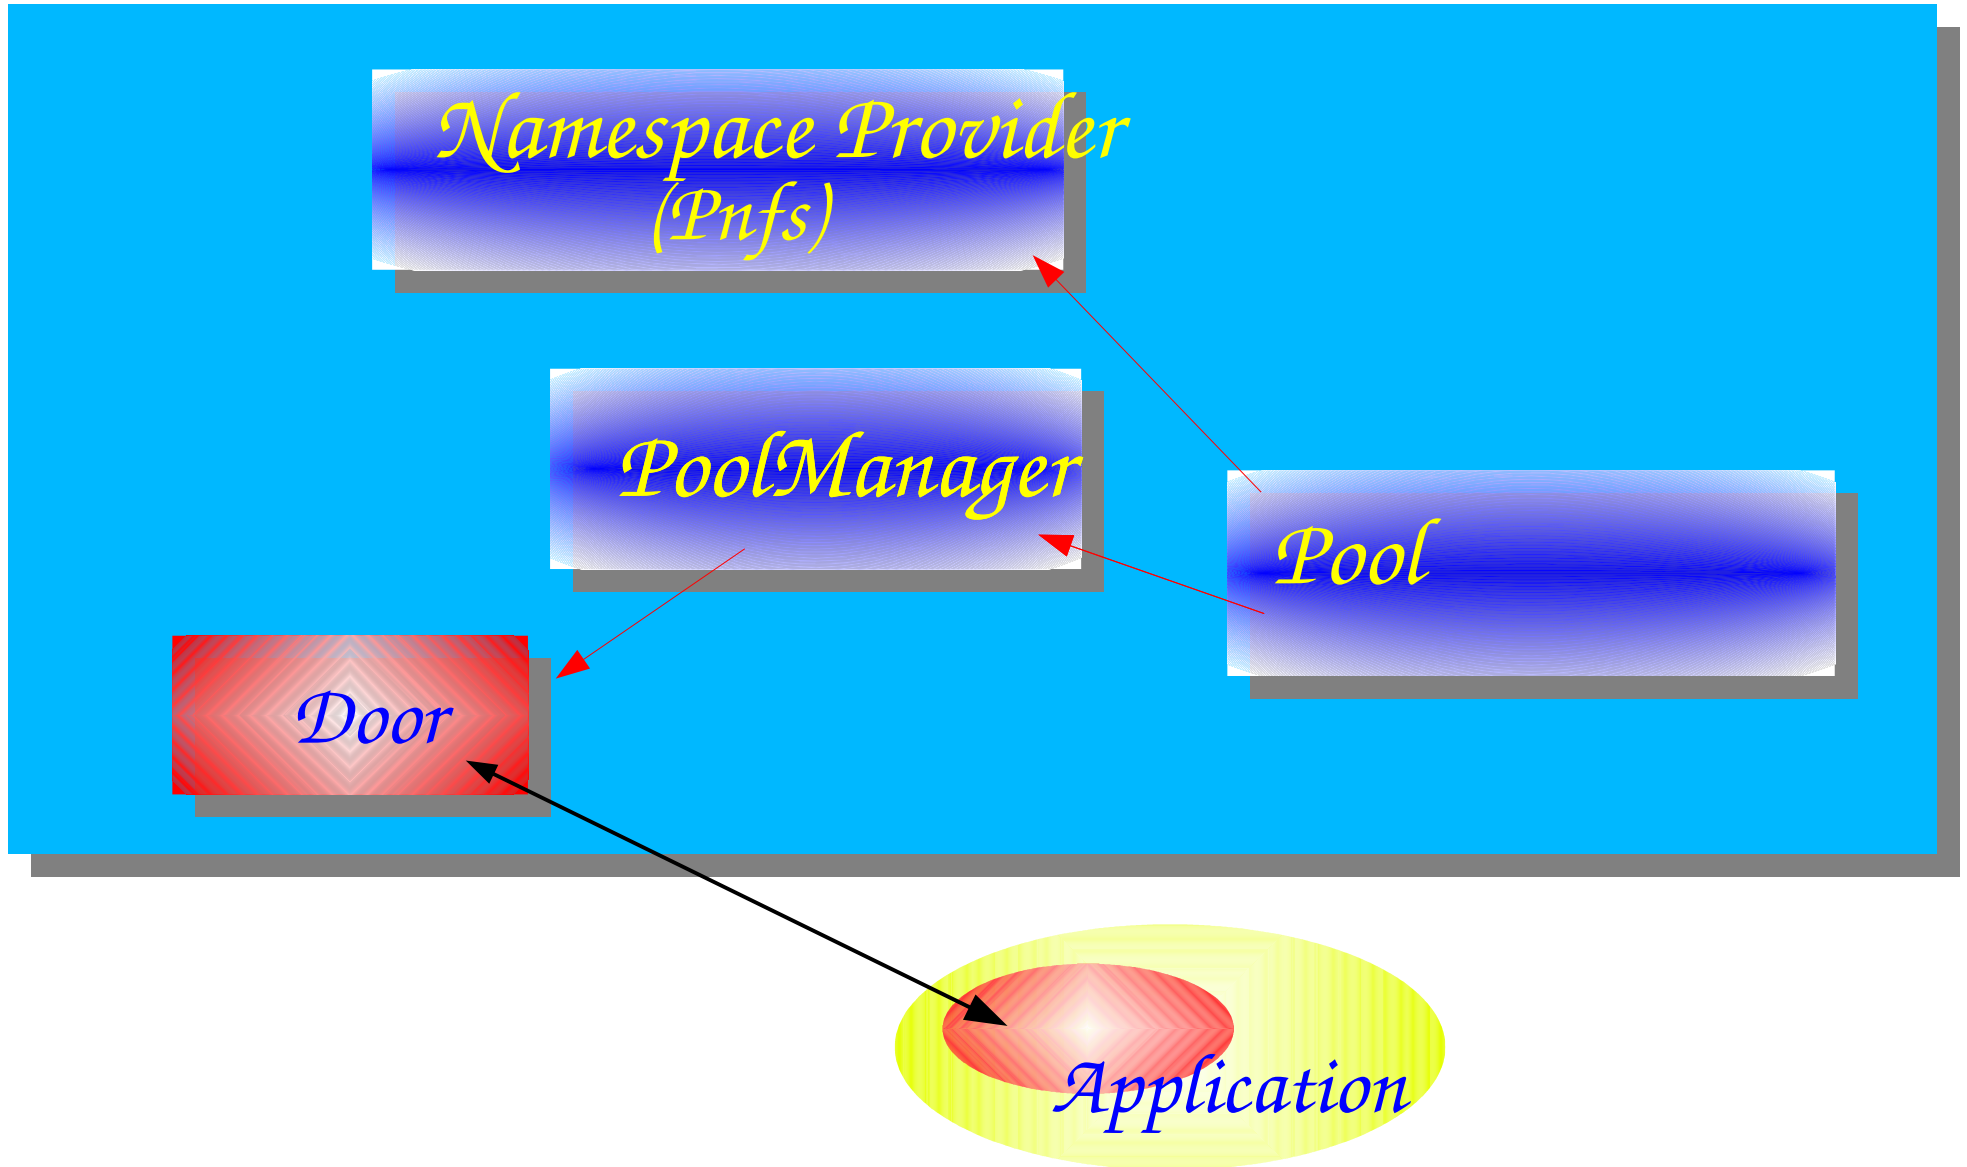 Namespace Provider
(Pnfs)
PoolManager
Pool
Door
Application